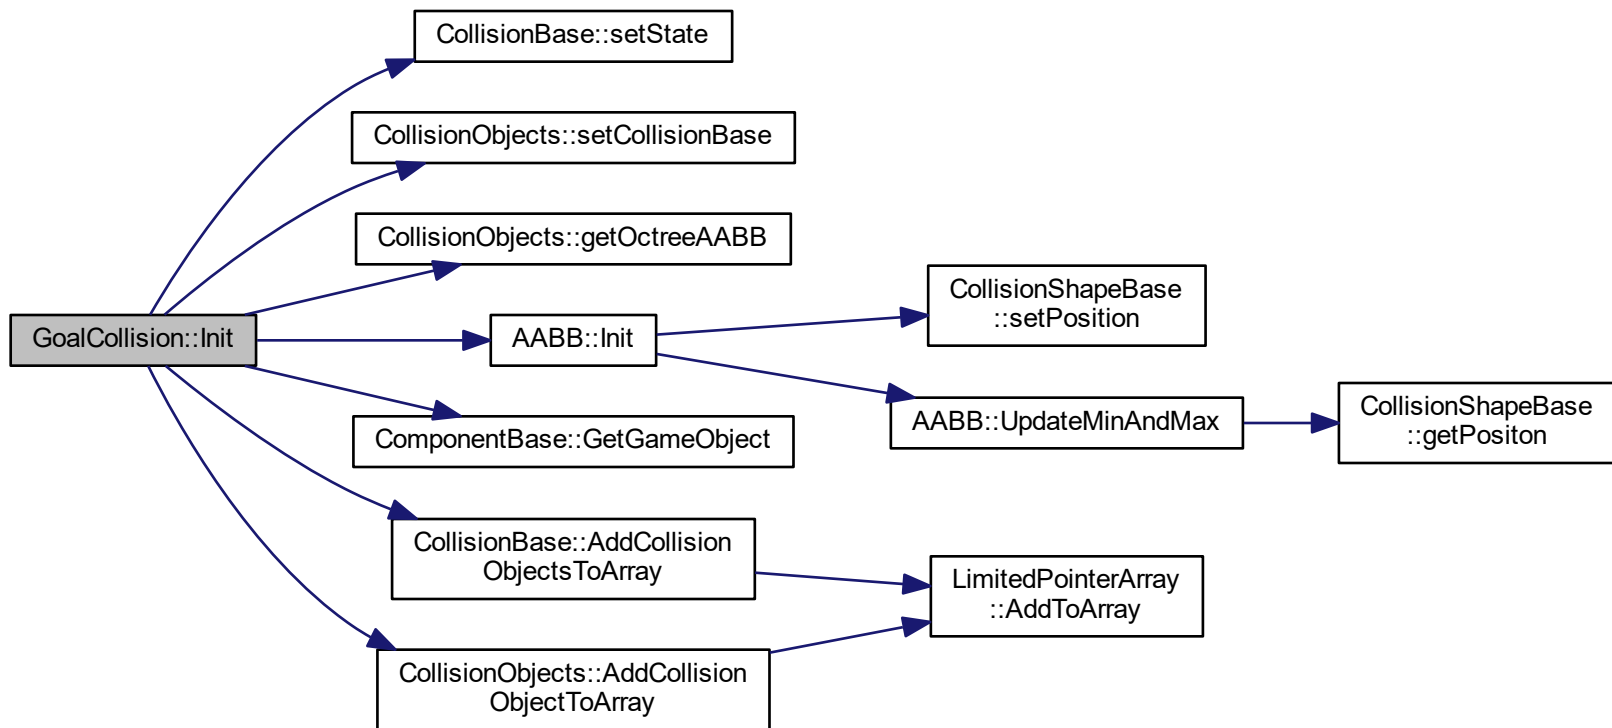 CollisionBase::setState
CollisionObjects::setCollisionBase
CollisionObjects::getOctreeAABB
GoalCollision::Init
AABB::Init
CollisionShapeBase
::setPosition
AABB::UpdateMinAndMax
CollisionShapeBase
::getPositon
ComponentBase::GetGameObject
CollisionBase::AddCollision
ObjectsToArray
LimitedPointerArray
::AddToArray
CollisionObjects::AddCollision
ObjectToArray